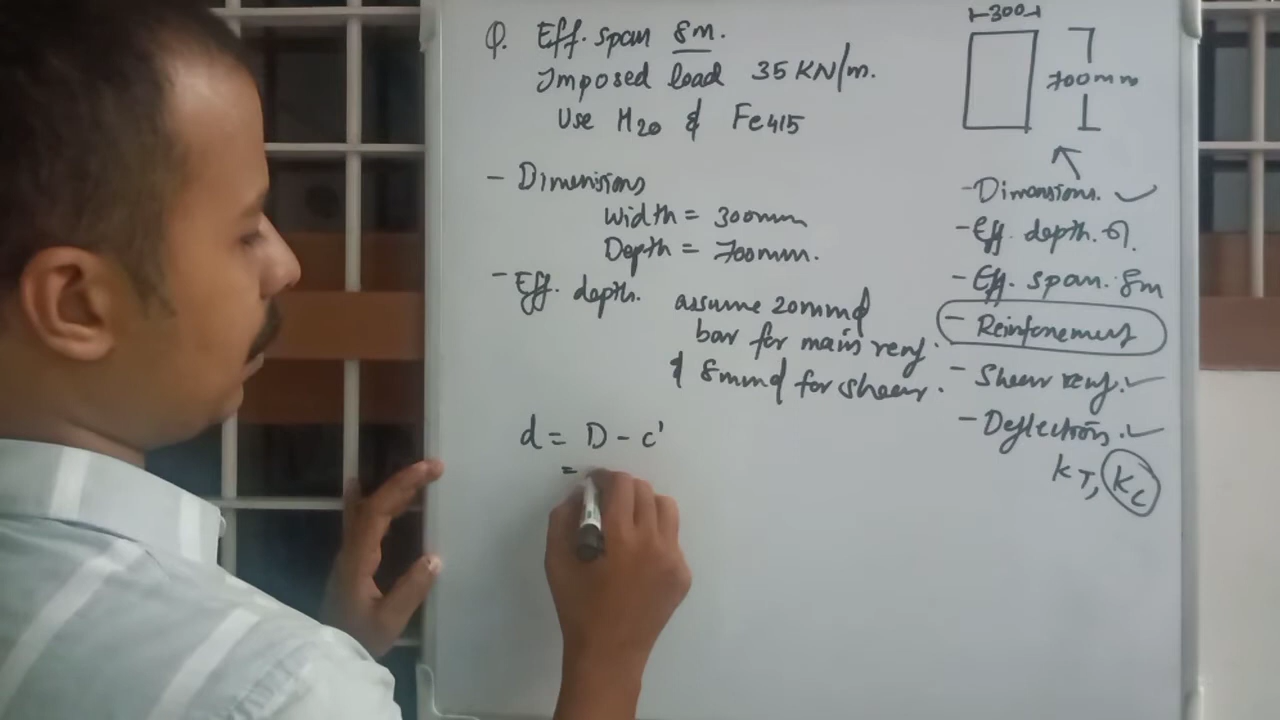 Q. Eff. span 8m.
Imposed load 35 KN/m.
Use M20 & Fe415
- Dimensions
Width = 300mm
Depth = 700mm.
- Eff. depth. assume 20mmϕ
bar for main renf.
& 8mmϕ for shear.
d = D - c'
=
300
700mm
- Dimensions. ✓
- Eff. depth.
- Eff. span. 8m
- Reinforcement
- Shear renf. ✓
- Deflection. ✓
KT, KC